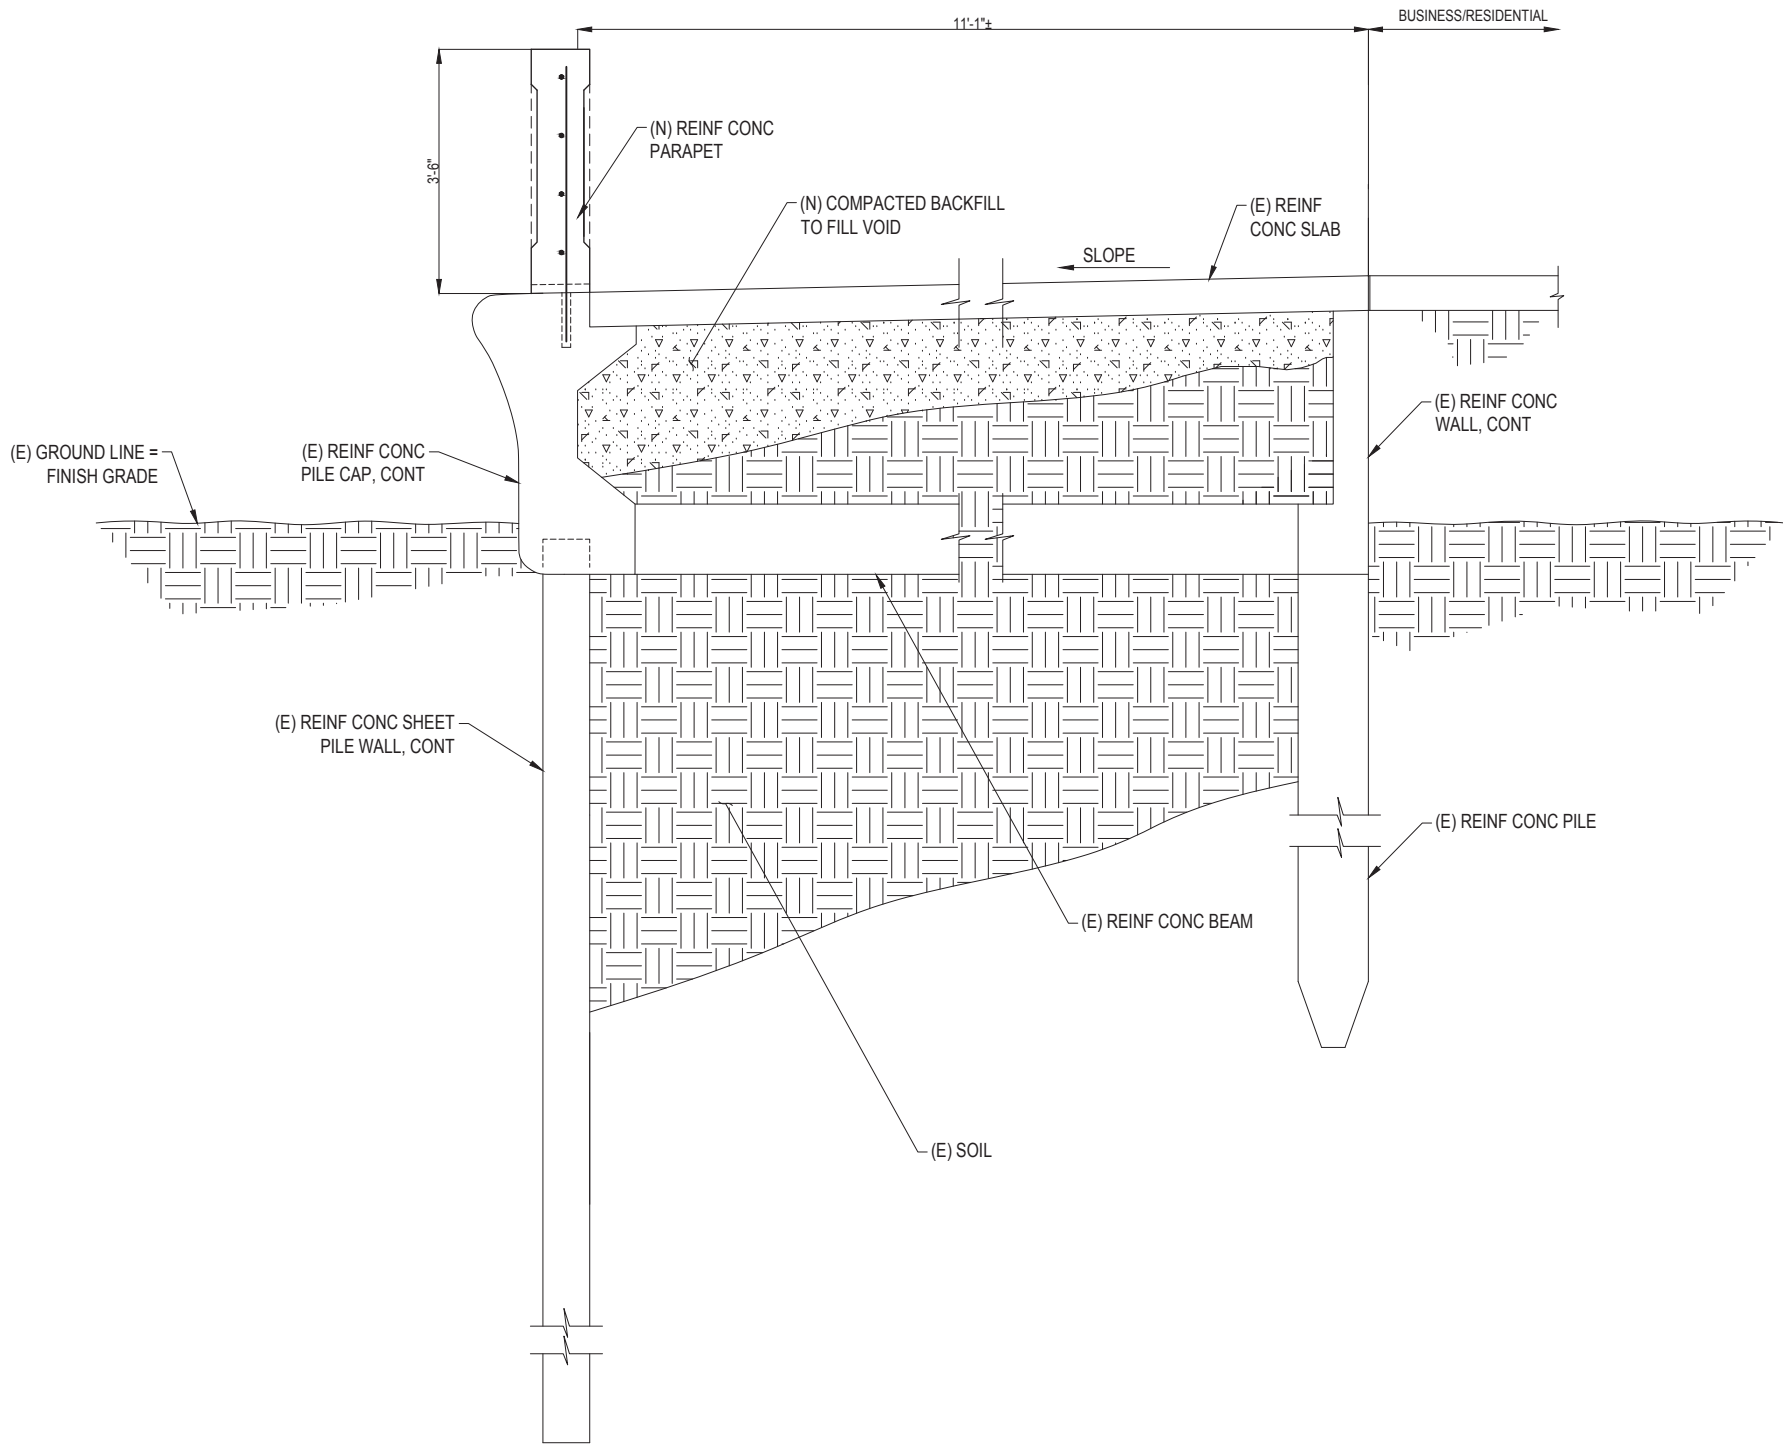 11'-1"±
BUSINESS/RESIDENTIAL
3'-6"
(N) REINF CONC
PARAPET
(N) COMPACTED BACKFILL
TO FILL VOID
(E) REINF
CONC SLAB
SLOPE
(E) REINF CONC
WALL, CONT
(E) GROUND LINE =
FINISH GRADE
(E) REINF CONC
PILE CAP, CONT
(E) REINF CONC SHEET
PILE WALL, CONT
(E) REINF CONC PILE
(E) REINF CONC BEAM
(E) SOIL